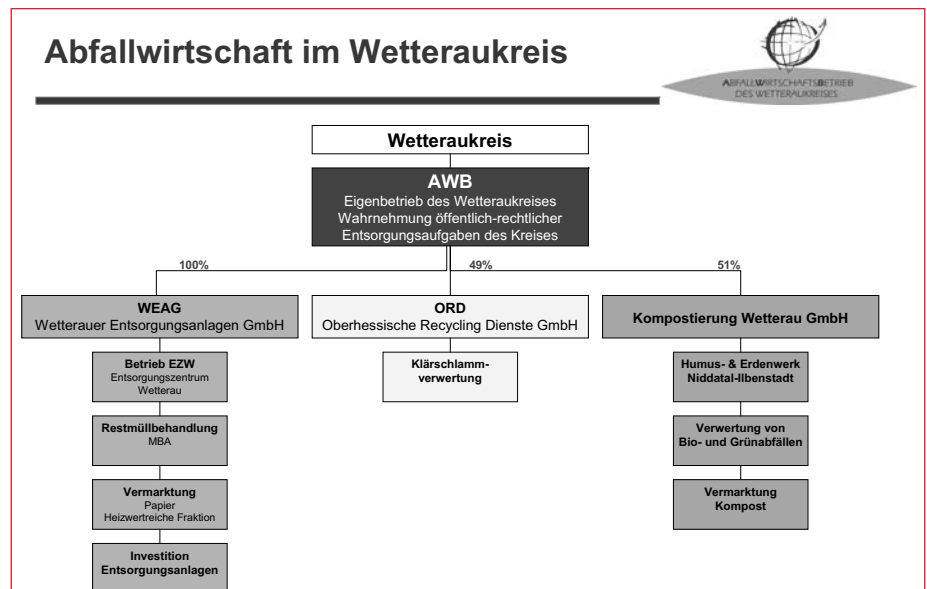 Abfallwirtschaft im Wetteraukreis
ABFALLWIRTSCHAFTSBETRIEB
DES WETTERAUKREISES
Wetteraukreis
AWB
Eigenbetrieb des Wetteraukreises
Wahrnehmung öffentlich-rechtlicher
Entsorgungsaufgaben des Kreises
100%
49%
51%
WEAG
Wetterauer Entsorgungsanlagen GmbH
Betrieb EZW
Entsorgungszentrum
Wetterau
Restmüllbehandlung
MBA
Vermarktung
Papier
Heizwertreiche Fraktion
Investition
Entsorgungsanlagen
ORD
Oberhessische Recycling Dienste GmbH
Klärschlamm-
verwertung
Kompostierung Wetterau GmbH
Humus- & Erdenwerk
Niddatal-Ilbenstadt
Verwertung von
Bio- und Grünabfällen
Vermarktung
Kompost